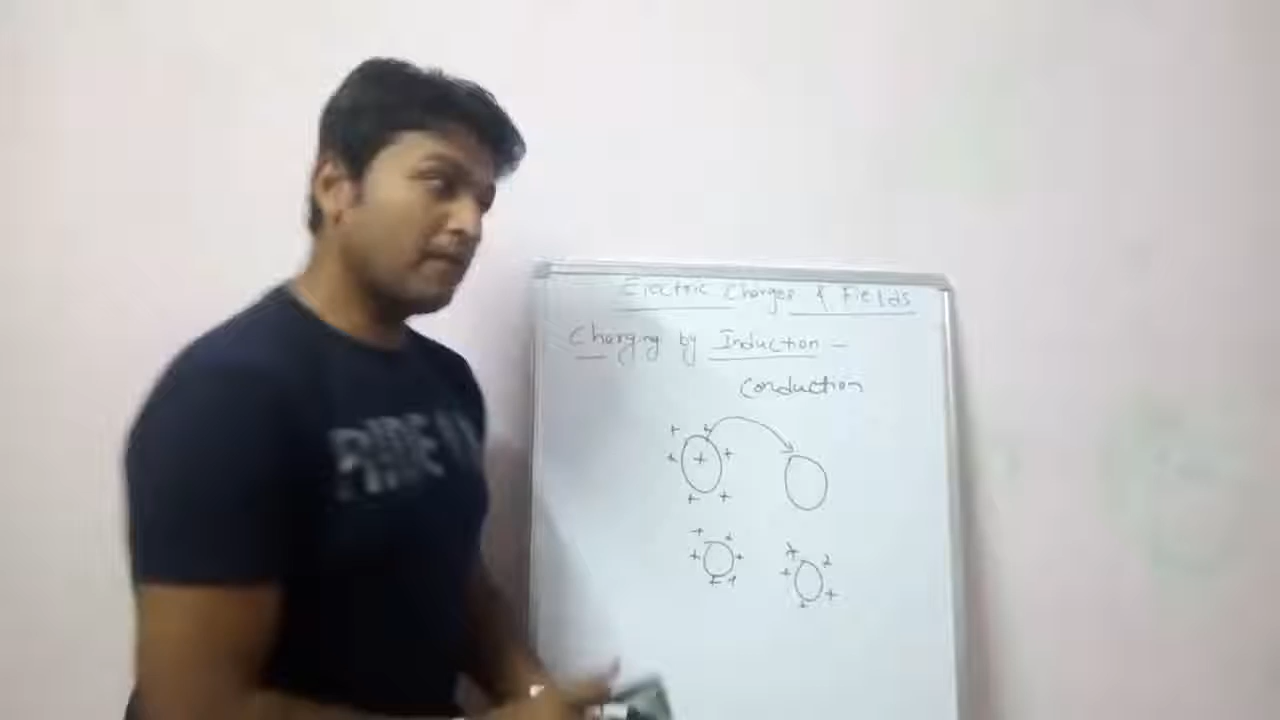 Electric Charges & Fields
Charging by Induction -
Conduction
+ +
+ + +
+ +
+ +
+ +
+ +
+ +
+ +
+